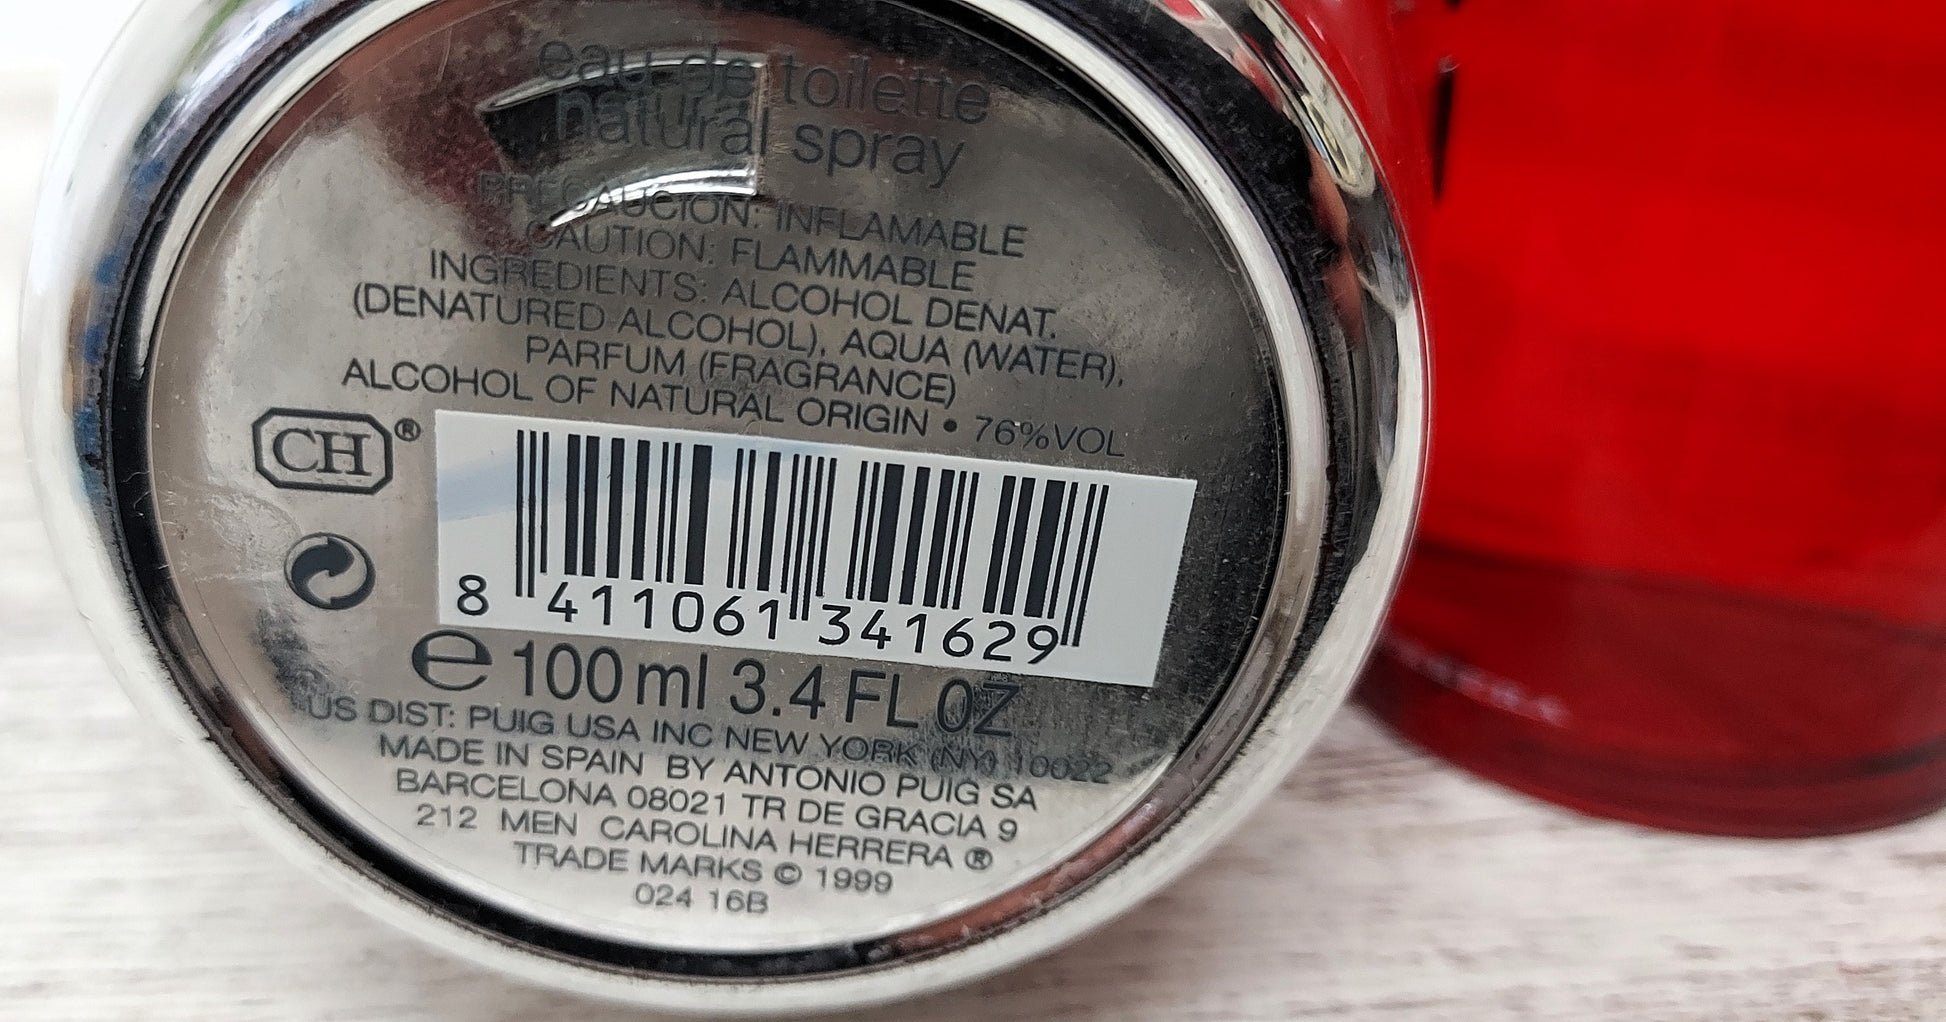 eau de toilette
natural spray
PRECAUCION: INFLAMABLE
CAUTION: FLAMMABLE
INGREDIENTS: ALCOHOL DENAT.
(DENATURED ALCOHOL), AQUA (WATER),
PARFUM (FRAGRANCE)
ALCOHOL OF NATURAL ORIGIN • 76%VOL
CH®
8 411061 341629
℮ 100 ml 3.4 FL OZ
US DIST: PUIG USA INC NEW YORK (NY) 10022
MADE IN SPAIN BY ANTONIO PUIG SA
BARCELONA 08021 TR DE GRACIA 9
212 MEN CAROLINA HERRERA ®
TRADE MARKS © 1999
024 16B